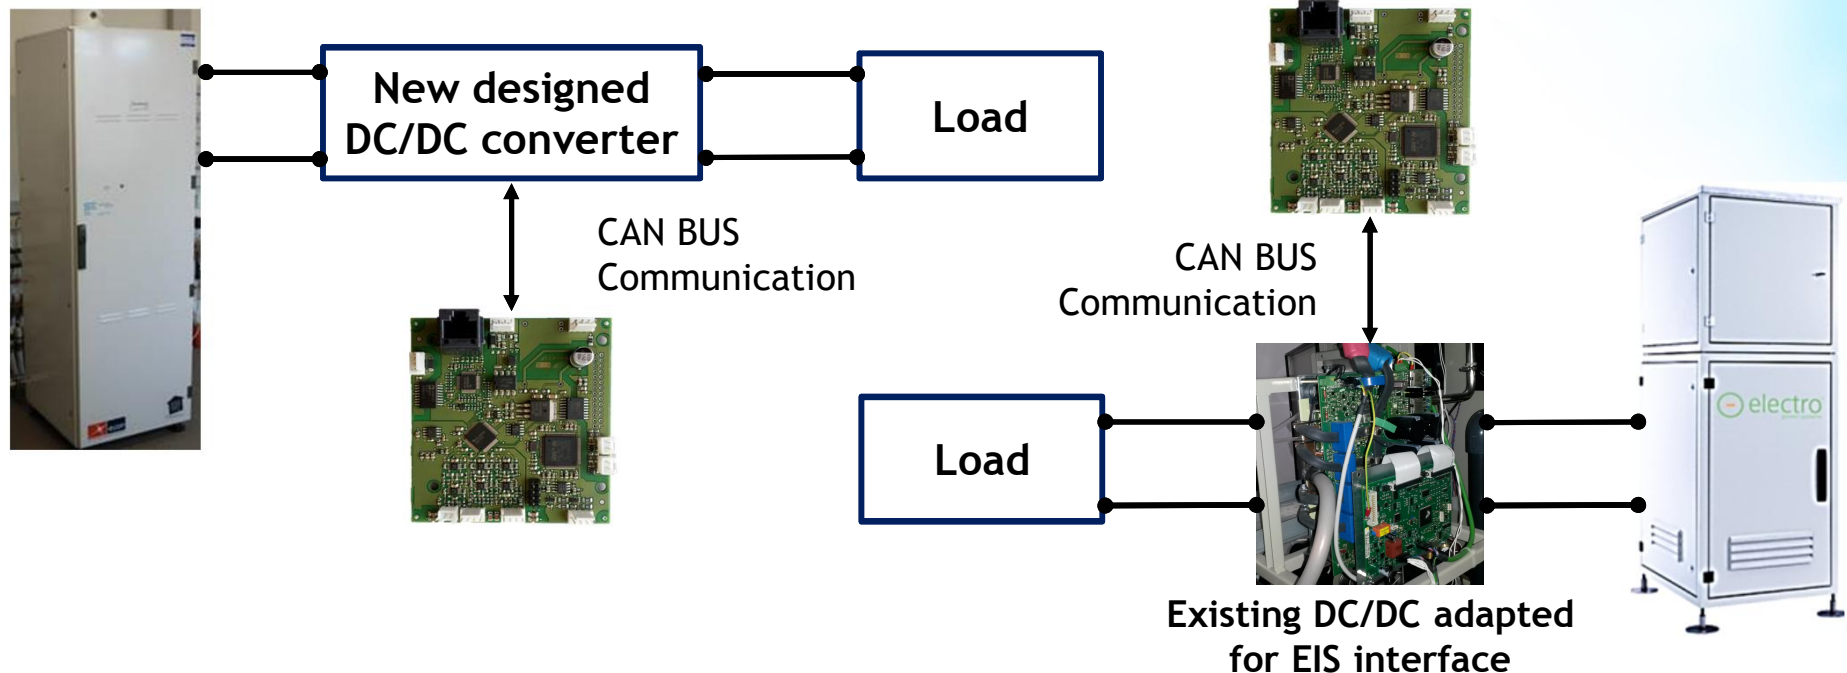 New designed
DC/DC converter
Load
CAN BUS
Communication
CAN BUS
Communication
Load
electro
Existing DC/DC adapted
for EIS interface